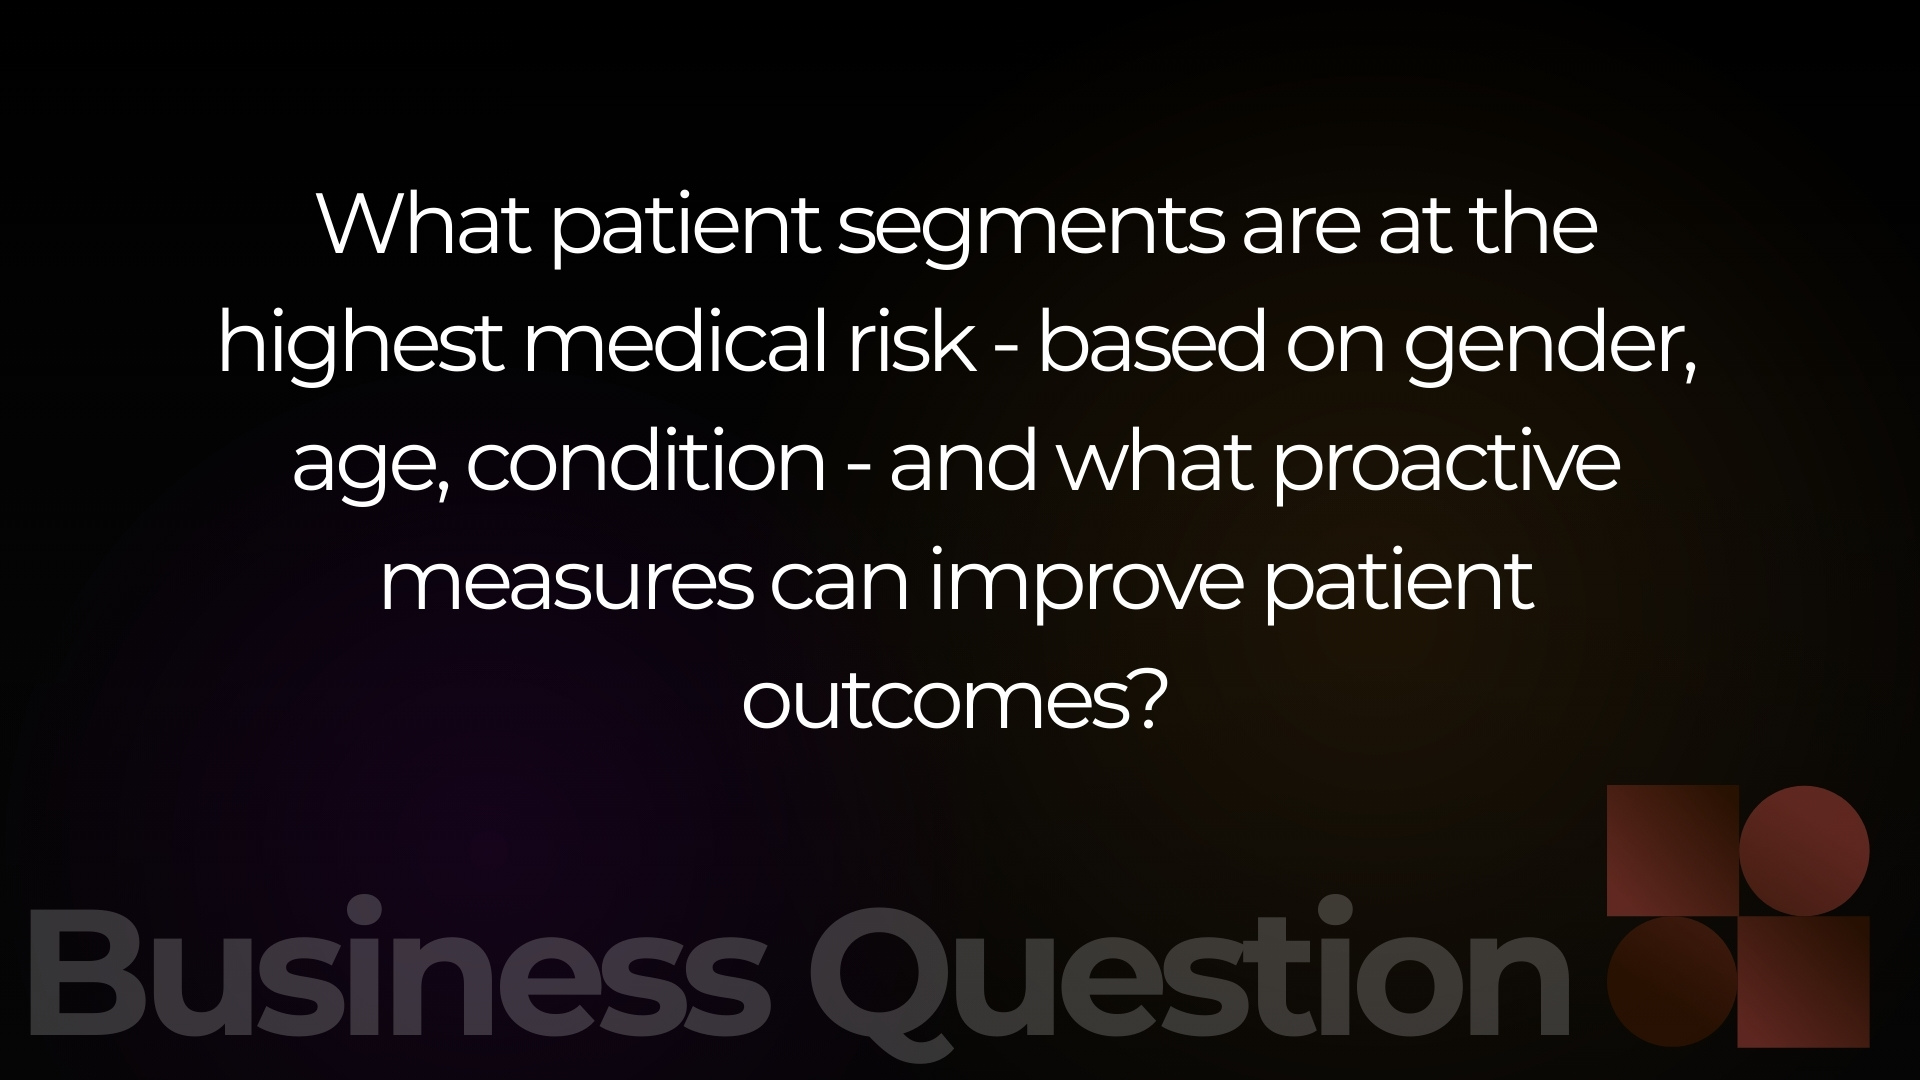 What patient segments are at the
highest medical risk - based on gender,
age, condition - and what proactive
measures can improve patient
outcomes?
Business Question